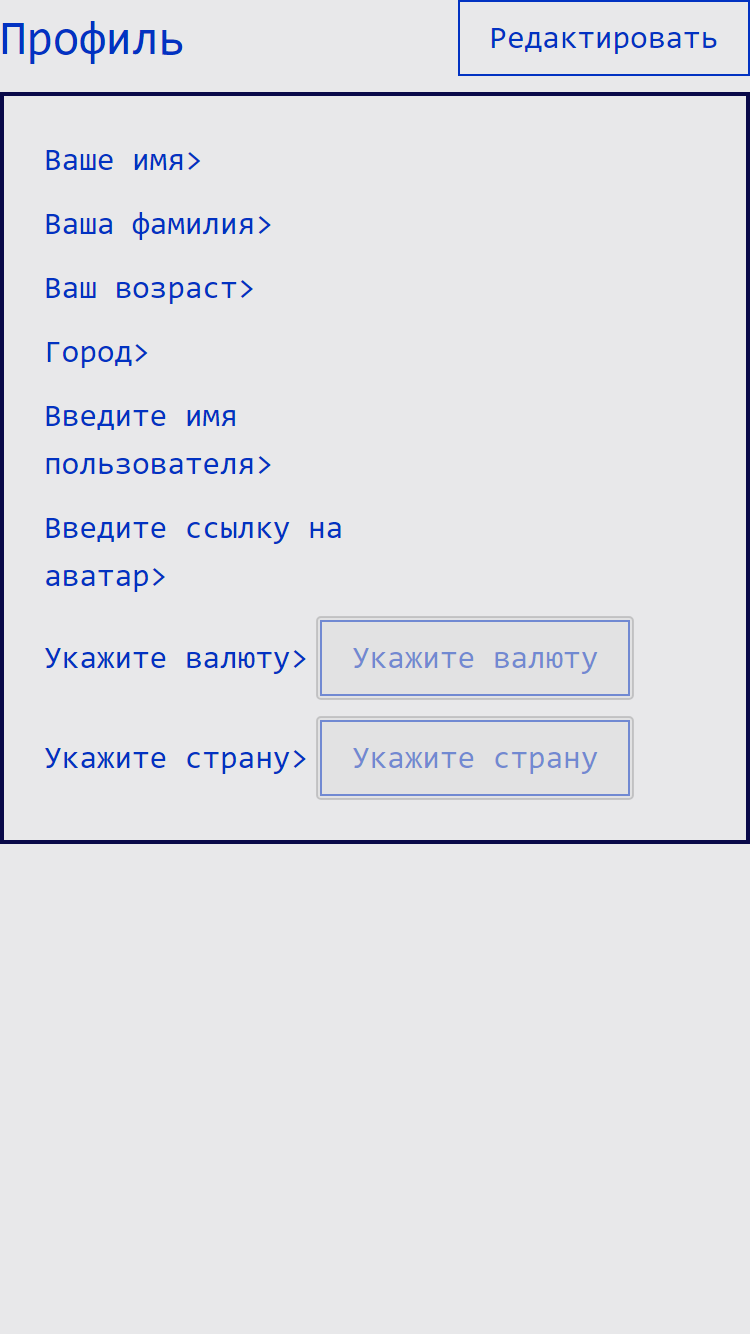 Профиль
Редактировать
Ваше имя>
Ваша фамилия>
Ваш возраст>
Город>
Введите имя
пользователя>
Введите ссылку на
аватар>
Укажите валюту> Укажите валюту
Укажите страну> Укажите страну